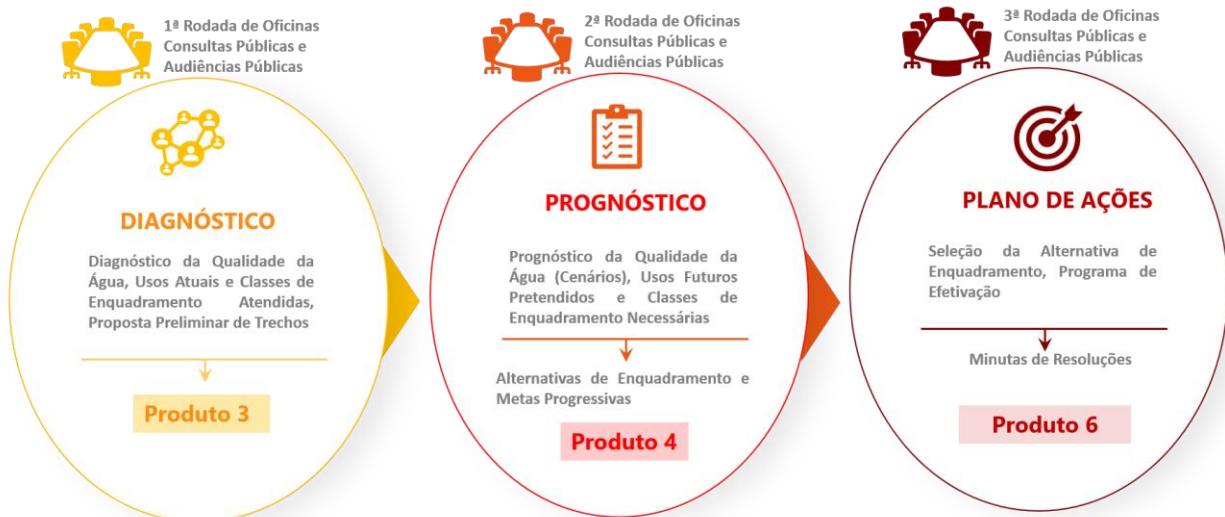 1ª Rodada de Oficinas
Consultas Públicas e
Audiências Públicas
DIAGNÓSTICO
Diagnóstico da Qualidade da
Água, Usos Atuais e Classes de
Enquadramento Atendidas,
Proposta Preliminar de Trechos
Produto 3
2ª Rodada de Oficinas
Consultas Públicas e
Audiências Públicas
PROGNÓSTICO
Prognóstico da Qualidade da
Água (Cenários), Usos Futuros
Pretendidos e Classes de
Enquadramento Necessárias
Alternativas de Enquadramento e
Metas Progressivas
Produto 4
3ª Rodada de Oficinas
Consultas Públicas e
Audiências Públicas
PLANO DE AÇÕES
Seleção da Alternativa de
Enquadramento, Programa de
Efetivação
Minutas de Resoluções
Produto 6